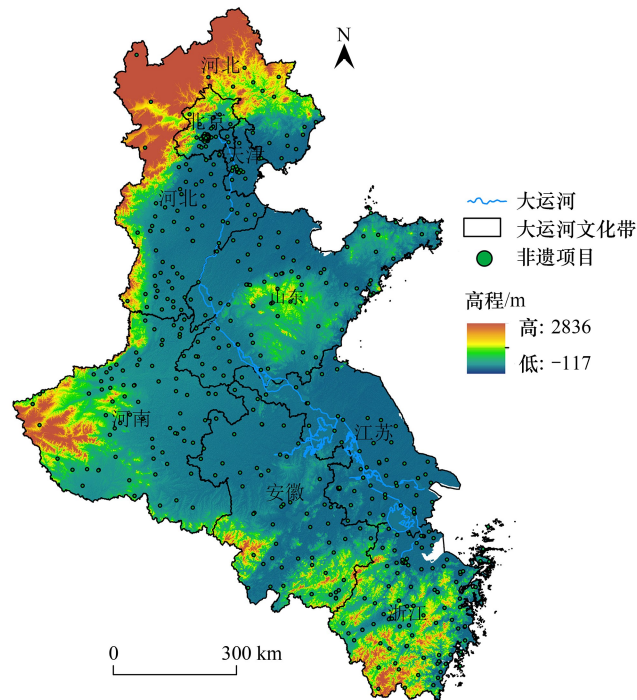 N
河北
北京
天津
河北
山东
河南
江苏
安徽
浙江
大运河
大运河文化带
非遗项目
高程/m
高: 2836
低: -117
0 300 km